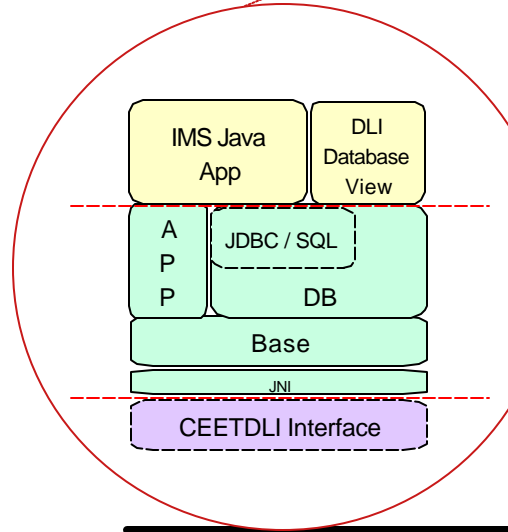 IMS Java
App
DLI
Database
View
A
P
P
JDBC / SQL
DB
Base
JNI
CEETDLI Interface